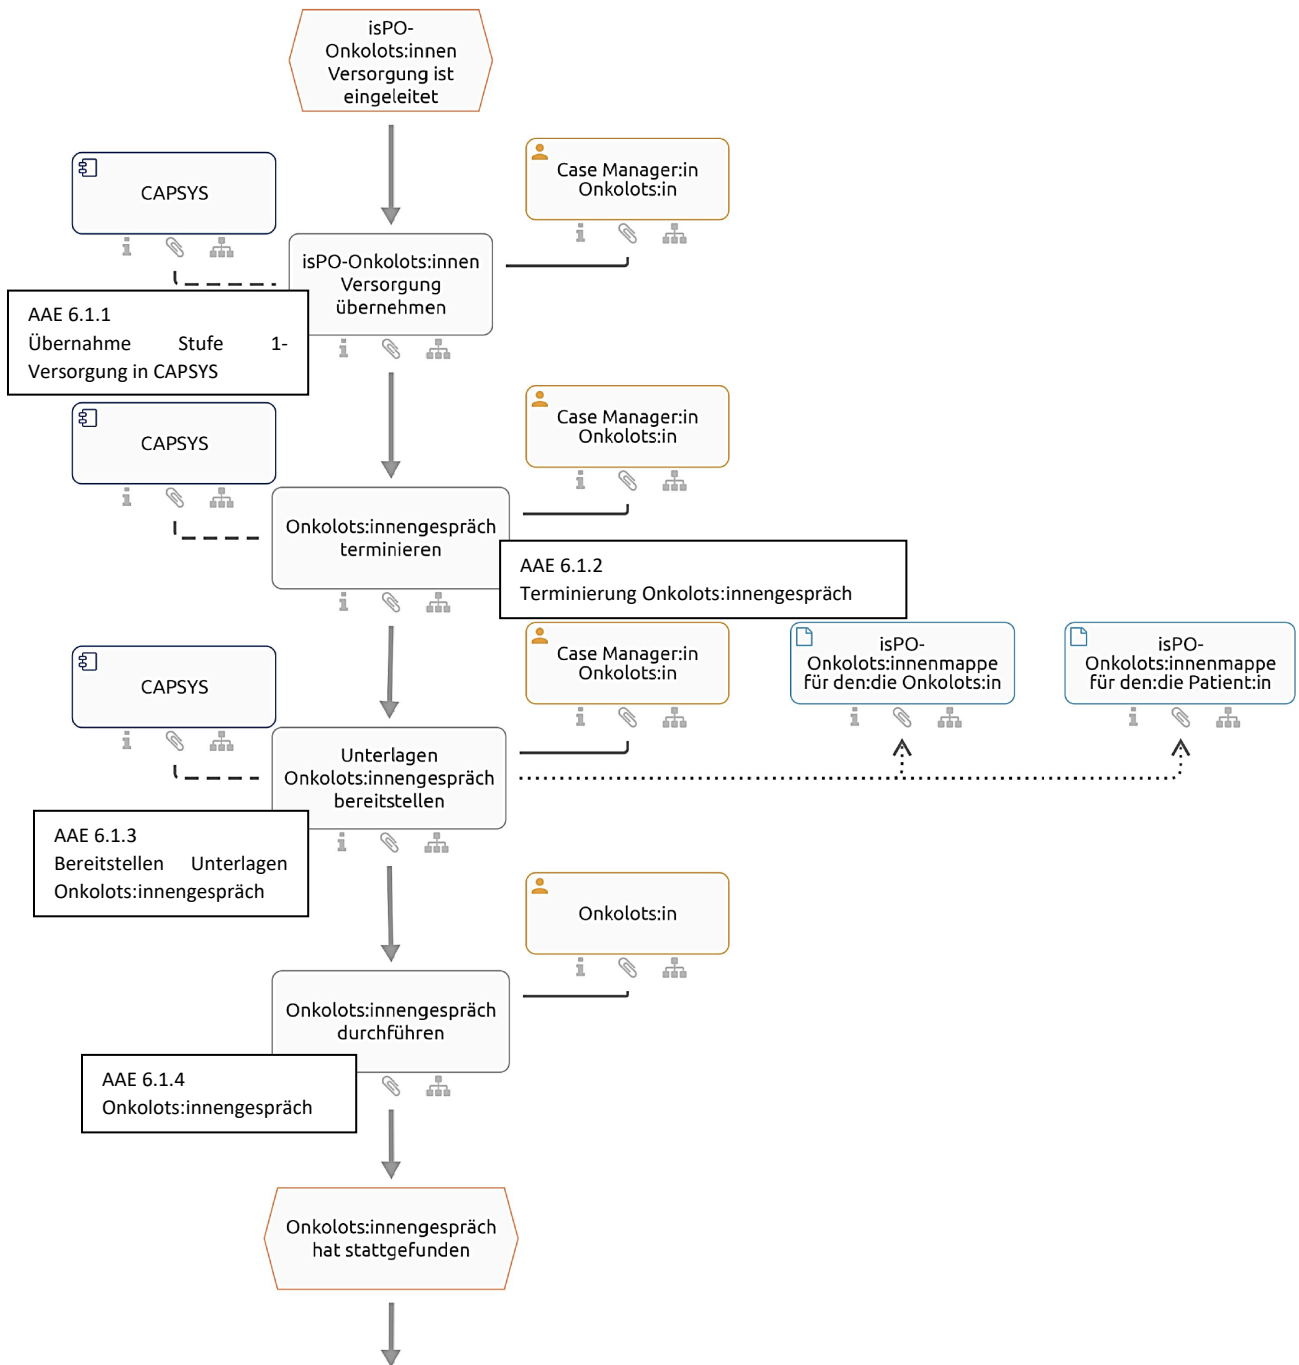 isPO-
Onkolots:innen
Versorgung ist
eingeleitet
CAPSYS
Case Manager:in
Onkolots:in
isPO-Onkolots:innen
Versorgung
übernehmen
AAE 6.1.1
Übernahme Stufe 1-
Versorgung in CAPSYS
CAPSYS
Case Manager:in
Onkolots:in
Onkolots:innengespräch
terminieren
AAE 6.1.2
Terminierung Onkolots:innengespräch
CAPSYS
Case Manager:in
Onkolots:in
isPO-
Onkolots:innenmappe
für den:die Onkolots:in
isPO-
Onkolots:innenmappe
für den:die Patient:in
Unterlagen
Onkolots:innengespräch
bereitstellen
AAE 6.1.3
Bereitstellen Unterlagen
Onkolots:innengespräch
Onkolots:in
Onkolots:innengespräch
durchführen
AAE 6.1.4
Onkolots:innengespräch
Onkolots:innengespräch
hat stattgefunden